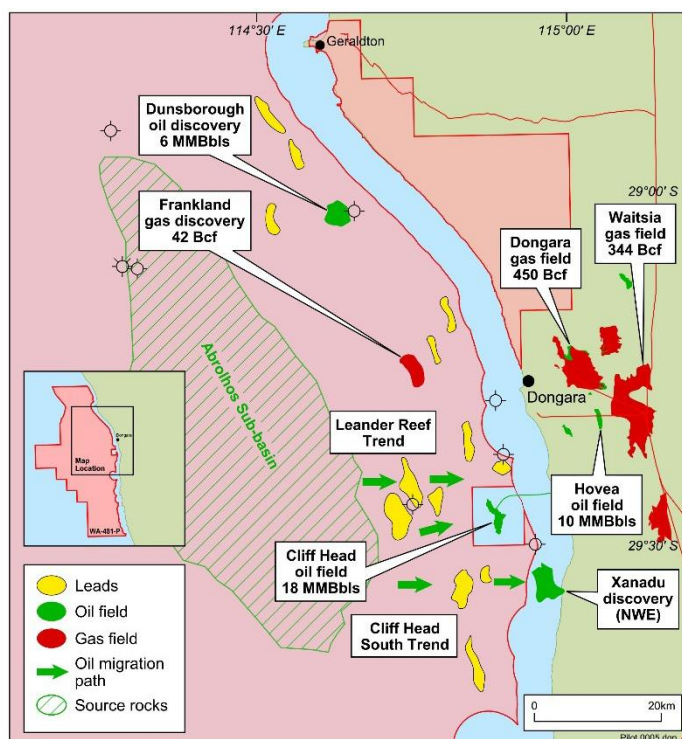 114°30' E
115°00' E
Geraldton
Dunsborough
oil discovery
6 MMBbls
29°00' S
Frankland
gas discovery
42 Bcf
Waitsia
gas field
344 Bcf
Dongara
gas field
450 Bcf
Abrolhos Sub-basin
Dongara
Leander Reef
Trend
Dongara
Map
Location
WA-481-P
Hovea
oil field
10 MMBbls
29°30' S
Cliff Head
oil field
18 MMBbls
Xanadu
discovery
(NWE)
Cliff Head
South Trend
Leads
Oil field
Gas field
Oil migration
path
Source rocks
0
20km
Pilot 0005.dgn